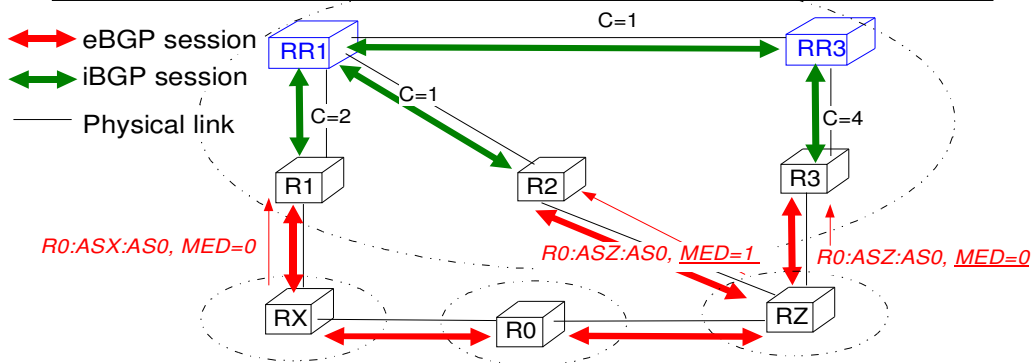 C=1
eBGP session
RR1
RR3
iBGP session
C=1
Physical link
C=2
C=4
R1
R2
R3
R0:ASX:AS0, MED=0
R0:ASZ:AS0, MED=1
R0:ASZ:AS0, MED=0
RX
R0
RZ